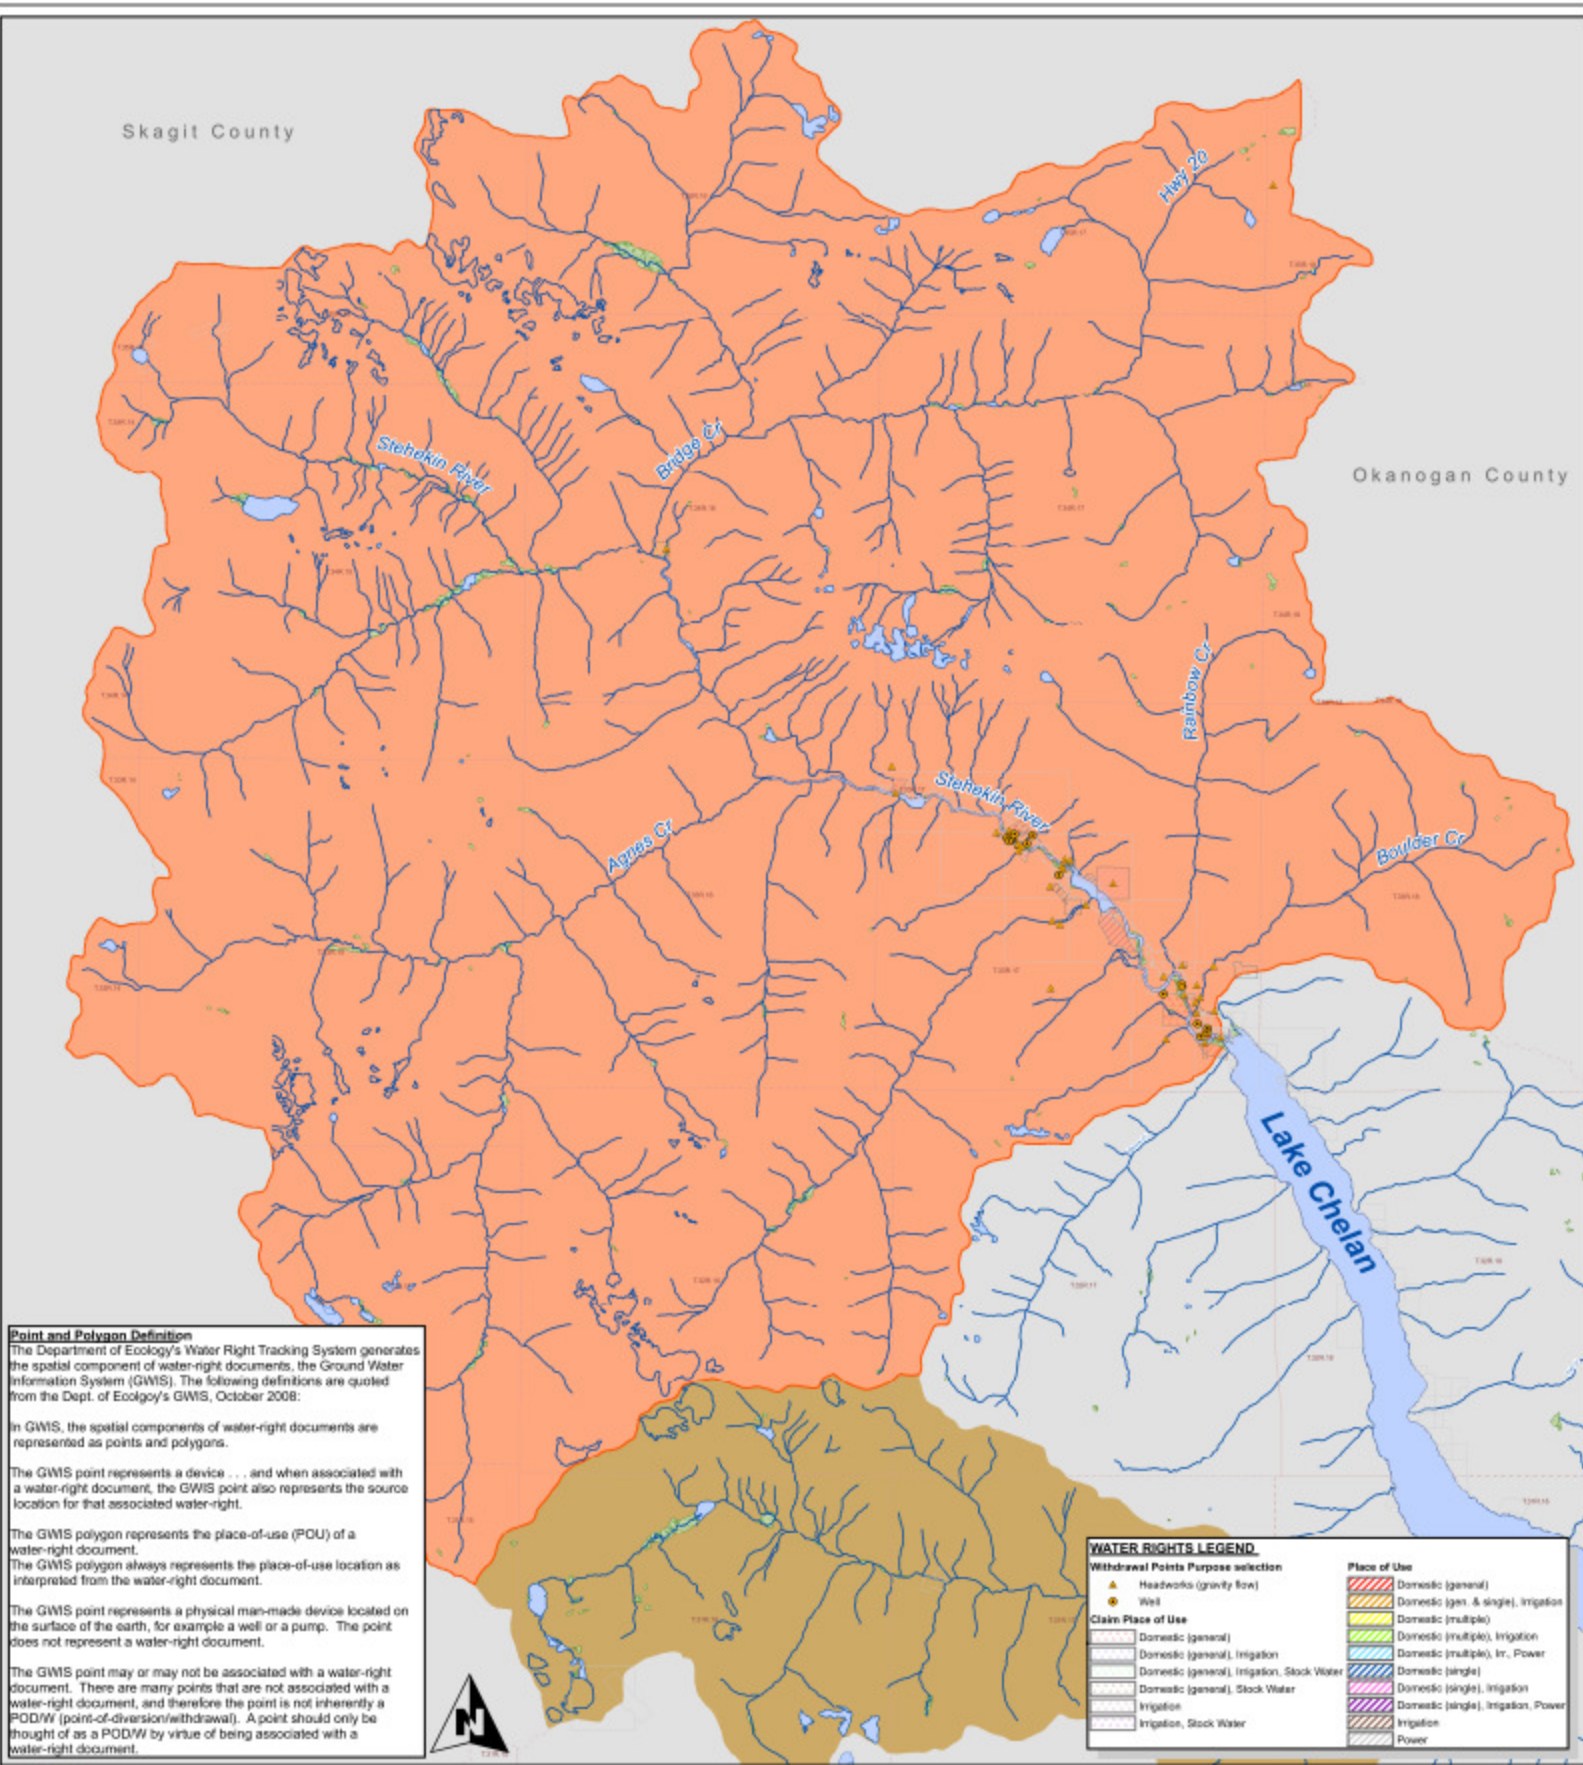 Skagit County
Hwy 20
Okanogan County
Bridge Cr
Stehekin River
Rainbow Cr
Stehekin River
Agnes Cr
Boulder Cr
Lake Chelan
Point and Polygon Definition
The Department of Ecology's Water Right Tracking System generates
the spatial component of water-right documents, the Ground Water
Information System (GWIS). The following definitions are quoted
from the Dept. of Ecolgoy's GWIS, October 2008:
In GWIS, the spatial components of water-right documents are
represented as points and polygons.
The GWIS point represents a device . . . and when associated with
a water-right document, the GWIS point also represents the source
location for that associated water-right.
The GWIS polygon represents the place-of-use (POU) of a
water-right document.
The GWIS polygon always represents the place-of-use location as
interpreted from the water-right document.
The GWIS point represents a physical man-made device located on
the surface of the earth, for example a well or a pump. The point
does not represent a water-right document.
The GWIS point may or may not be associated with a water-right
document. There are many points that are not associated with a
water-right document, and therefore the point is not inherently a
POD/W (point-of-diversion/withdrawal). A point should only be
thought of as a POD/W by virtue of being associated with a
water-right document.
N
WATER RIGHTS LEGEND
Withdrawal Points Purpose selection
Headworks (gravity flow)
Well
Claim Place of Use
Domestic (general)
Domestic (general), Irrigation
Domestic (general), Irrigation, Stock Water
Domestic (general), Stock Water
Irrigation
Irrigation, Stock Water
Place of Use
Domestic (general)
Domestic (gen. & single), Irrigation
Domestic (multiple)
Domestic (multiple), Irrigation
Domestic (multiple), Irr., Power
Domestic (single)
Domestic (single), Irrigation
Domestic (single), Irrigation, Power
Irrigation
Power